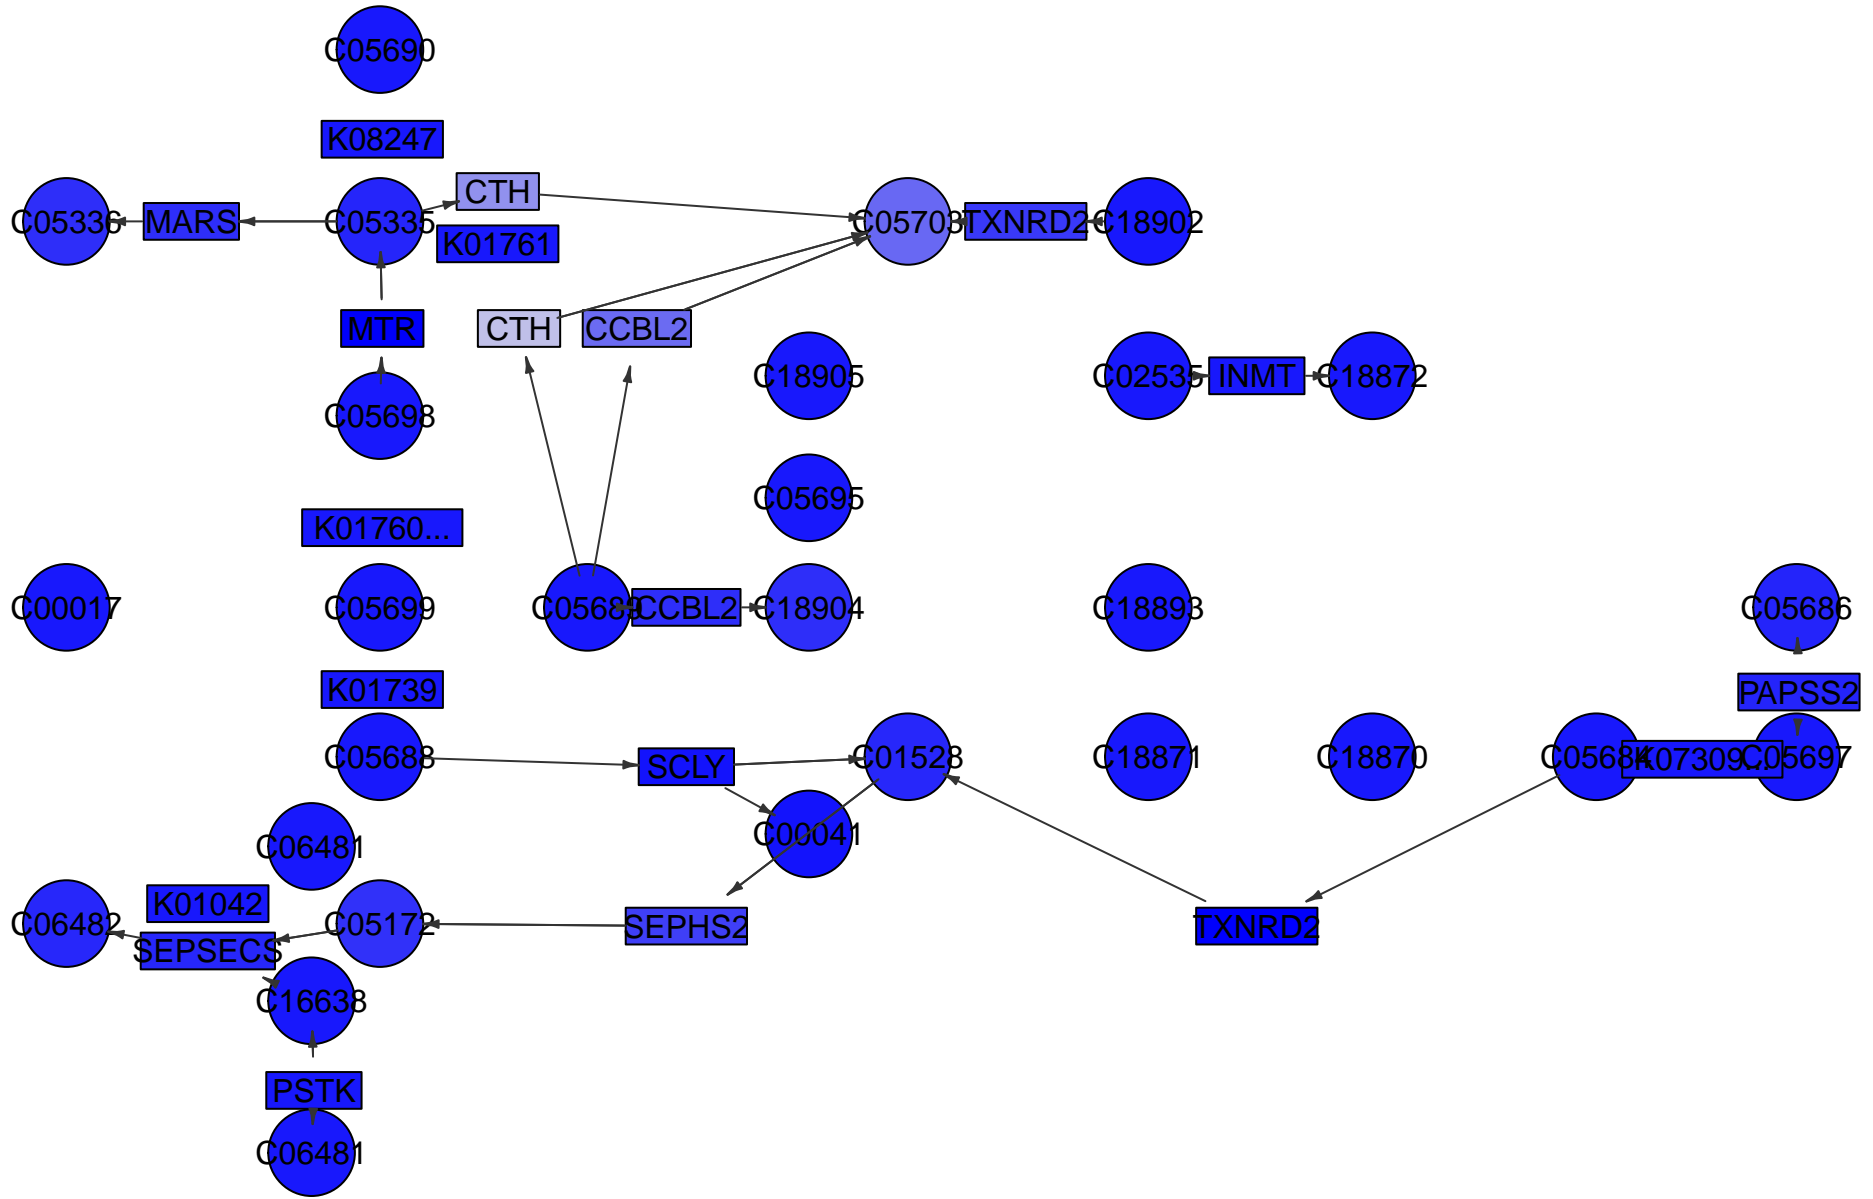 C05690
K08247
CTH
C05336
MARS
C05335
C05703
TXNRD2
C18902
K01761
MTR
CTH
CCBL2
C18905
C02535
INMT
C18872
C05698
C05695
K01760...
C00017
C05699
C05689
CCBL2
C18904
C18893
C05686
K01739
PAPSS2
C05688
SCLY
C01528
C18871
C18870
C05684
K07309...
C05697
C00041
C06481
K01042
C06482
C05172
SEPHS2
TXNRD2
SEPSECS
C16638
PSTK
C06481